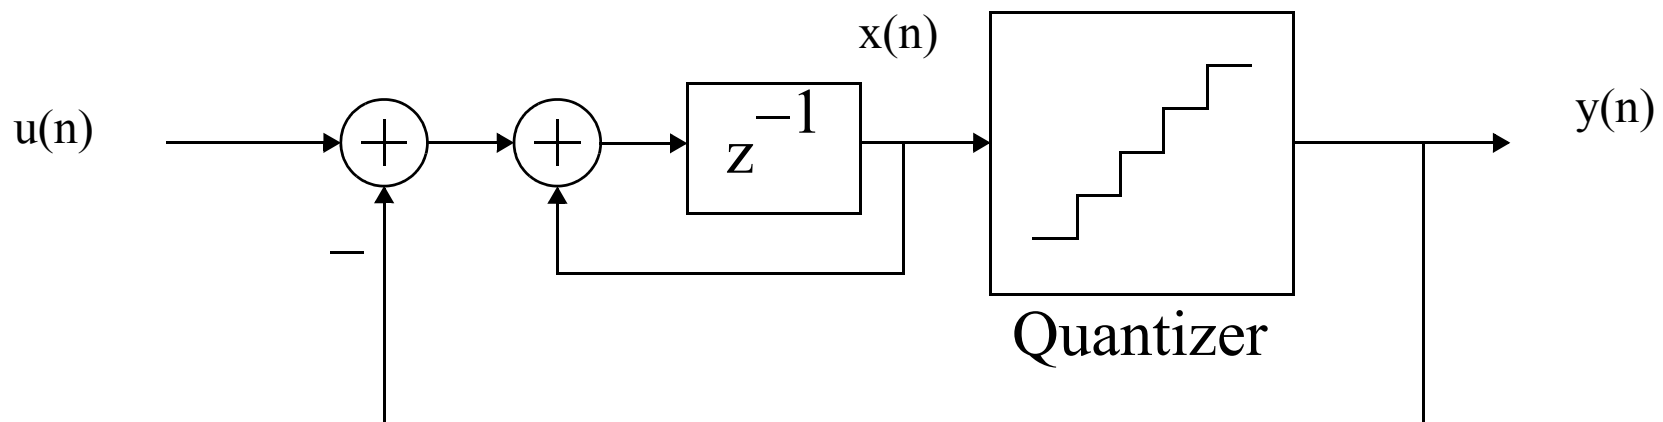 x(n)
u(n)
z−1
y(n)
+
+
−
Quantizer